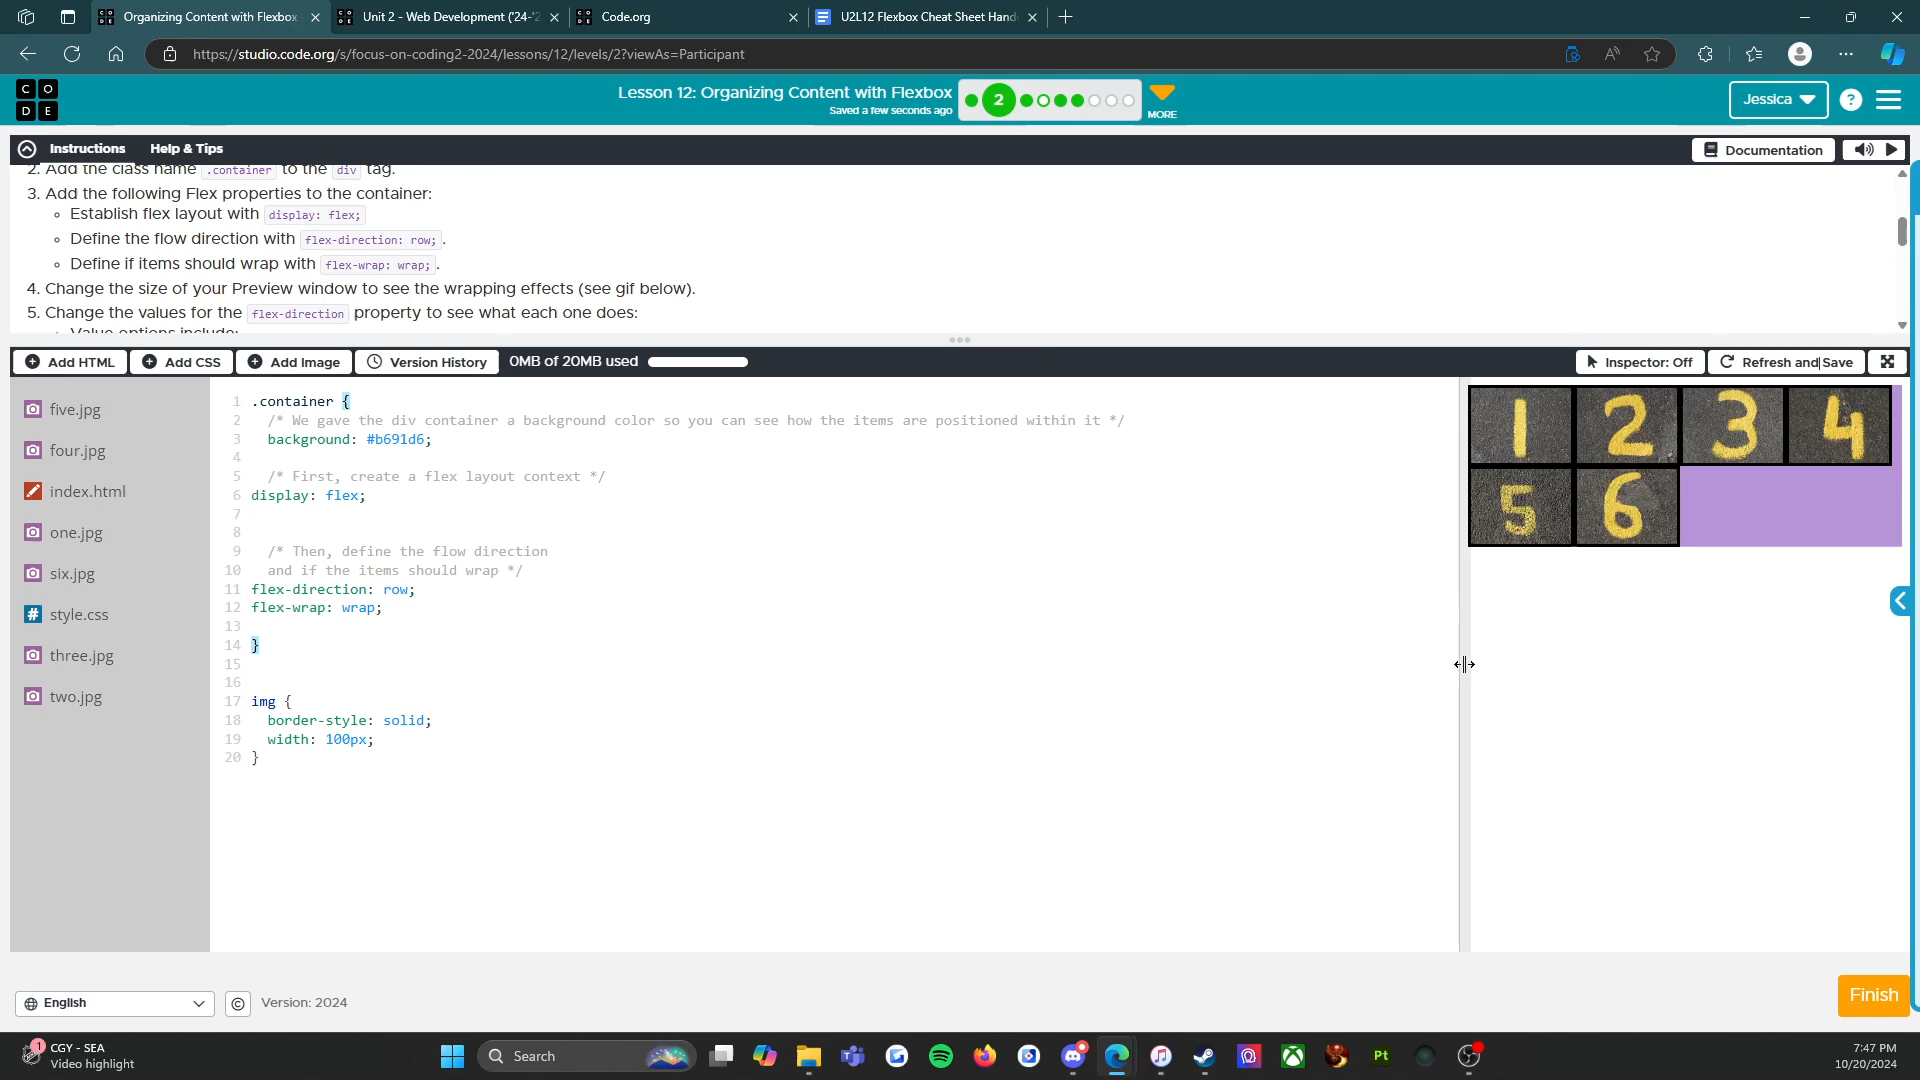 Organizing Content with Flexbox
Unit 2 - Web Development ('24-'2
Code.org
U2L12 Flexbox Cheat Sheet Hand
https://studio.code.org/s/focus-on-coding2-2024/lessons/12/levels/2?viewAs=Participant
C O
D E
Lesson 12: Organizing Content with Flexbox
Saved a few seconds ago
2
MORE
Jessica
?
Instructions
Help & Tips
Documentation
2. Add the class name .container to the div tag.
3. Add the following Flex properties to the container:
Establish flex layout with display: flex;
Define the flow direction with flex-direction: row; .
Define if items should wrap with flex-wrap: wrap; .
4. Change the size of your Preview window to see the wrapping effects (see gif below).
5. Change the values for the flex-direction property to see what each one does:
Value options include:
Add HTML
Add CSS
Add Image
Version History
0MB of 20MB used
Inspector: Off
Refresh and Save
five.jpg
four.jpg
index.html
one.jpg
six.jpg
style.css
three.jpg
two.jpg
1 .container {
2 /* We gave the div container a background color so you can see how the items are positioned within it */
3 background: #b691d6;
4
5 /* First, create a flex layout context */
6 display: flex;
7
8
9 /* Then, define the flow direction
10 and if the items should wrap */
11 flex-direction: row;
12 flex-wrap: wrap;
13
14 }
15
16
17 img {
18 border-style: solid;
19 width: 100px;
20 }
1 2 3 4
5 6
English
©
Version: 2024
Finish
1
CGY - SEA
Video highlight
Search
Pt
7:47 PM
10/20/2024